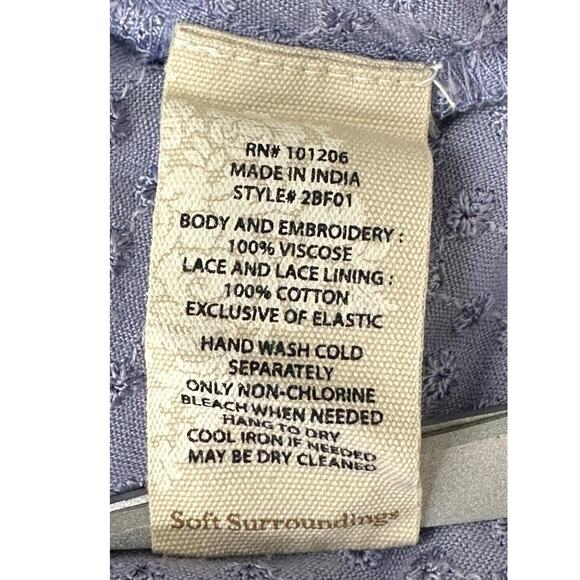 RN# 101206
MADE IN INDIA
STYLE# 2BF01
BODY AND EMBROIDERY :
100% VISCOSE
LACE AND LACE LINING :
100% COTTON
EXCLUSIVE OF ELASTIC
HAND WASH COLD
SEPARATELY
ONLY NON-CHLORINE
BLEACH WHEN NEEDED
HANG TO DRY
COOL IRON IF NEEDED
MAY BE DRY CLEANED
Soft Surroundings